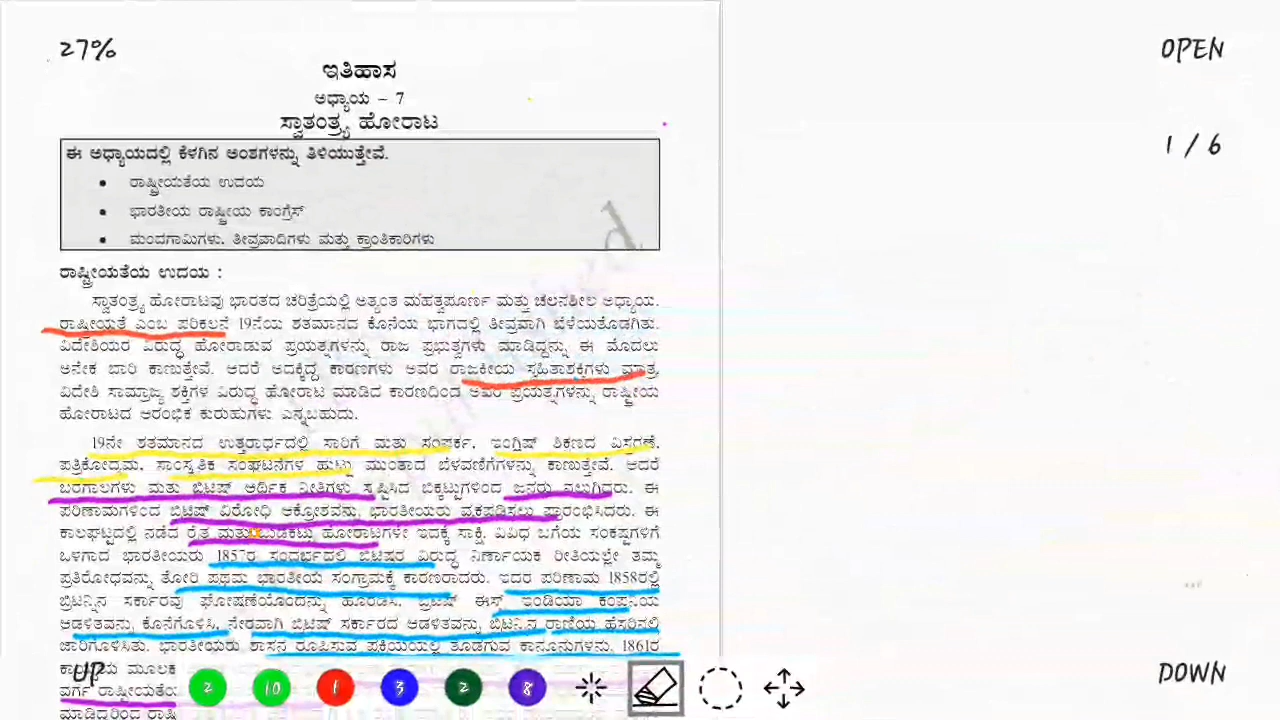 27%
OPEN
1 / 6
ಇತಿಹಾಸ
ಅಧ್ಯಾಯ – 7
ಸ್ವಾತಂತ್ರ್ಯ ಹೋರಾಟ
ಈ ಅಧ್ಯಾಯದಲ್ಲಿ ಕೆಳಗಿನ ಅಂಶಗಳನ್ನು ತಿಳಿಯುತ್ತೇವೆ.
• ರಾಷ್ಟ್ರೀಯತೆಯ ಉದಯ
• ಭಾರತೀಯ ರಾಷ್ಟ್ರೀಯ ಕಾಂಗ್ರೆಸ್
• ಮಂದಗಾಮಿಗಳು, ತೀವ್ರವಾದಿಗಳು ಮತ್ತು ಕ್ರಾಂತಿಕಾರಿಗಳು
ರಾಷ್ಟ್ರೀಯತೆಯ ಉದಯ :
ಸ್ವಾತಂತ್ರ್ಯ ಹೋರಾಟವು ಭಾರತದ ಚರಿತ್ರೆಯಲ್ಲಿ ಅತ್ಯಂತ ಮಹತ್ವಪೂರ್ಣ ಮತ್ತು ಚಲನಶೀಲ ಅಧ್ಯಾಯ.
ರಾಷ್ಟ್ರೀಯತೆ ಎಂಬ ಪರಿಕಲನೆ 19ನೆಯ ಶತಮಾನದ ಕೊನೆಯ ಭಾಗದಲ್ಲಿ ತೀವ್ರವಾಗಿ ಬೆಳೆಯತೊಡಗಿತು.
ವಿದೇಶಿಯರ ವಿರುದ್ಧ ಹೋರಾಡುವ ಪ್ರಯತ್ನಗಳನ್ನು ರಾಜ ಪ್ರಭುತ್ವಗಳು ಮಾಡಿದ್ದನ್ನು ಈ ಮೊದಲು
ಅನೇಕ ಬಾರಿ ಕಾಣುತ್ತೇವೆ. ಆದರೆ ಅದಕ್ಕಿದ್ದ ಕಾರಣಗಳು ಅವರ ರಾಜಕೀಯ ಸ್ವಹಿತಾಶಕ್ತಿಗಳು ಮಾತ್ರ
ವಿದೇಶಿ ಸಾಮ್ರಾಜ್ಯ ಶಕ್ತಿಗಳ ವಿರುದ್ಧ ಹೋರಾಟ ಮಾಡಿದ ಕಾರಣದಿಂದ ಅವರ ಪ್ರಯತ್ನಗಳನ್ನು ರಾಷ್ಟ್ರೀಯ
ಹೋರಾಟದ ಆರಂಭಿಕ ಕುರುಹುಗಳು ಎನ್ನಬಹುದು.
19ನೇ ಶತಮಾನದ ಉತ್ತರಾರ್ಧದಲ್ಲಿ ಸಾರಿಗೆ ಮತ್ತು ಸಂಪರ್ಕ, ಇಂಗ್ಲಿಷ್ ಶಿಕ್ಷಣದ ವಿಸ್ತರಣೆ,
ಪತ್ರಿಕೋದ್ಯಮ, ಸಾಂಸ್ಕೃತಿಕ ಸಂಘಟನೆಗಳ ಹುಟ್ಟು ಮುಂತಾದ ಬೆಳವಣಿಗೆಗಳನ್ನು ಕಾಣುತ್ತೇವೆ. ಆದರೆ
ಬರಗಾಲಗಳು ಮತ್ತು ಬ್ರಿಟಿಷ್ ಆರ್ಥಿಕ ನೀತಿಗಳು ಸೃಷ್ಟಿಸಿದ ಬಿಕ್ಕಟ್ಟುಗಳಿಂದ ಜನರು ನಲುಗಿದರು. ಈ
ಪರಿಣಾಮಗಳಿಂದ ಬ್ರಿಟಿಷ್ ವಿರೋಧಿ ಆಕ್ರೋಶವನ್ನು ಭಾರತೀಯರು ವ್ಯಕ್ತಪಡಿಸಲು ಪ್ರಾರಂಭಿಸಿದರು. ಈ
ಕಾಲಘಟ್ಟದಲ್ಲಿ ನಡೆದ ರೈತ ಮತ್ತು ಬುಡಕಟ್ಟು ಹೋರಾಟಗಳೇ ಇದಕ್ಕೆ ಸಾಕ್ಷಿ. ವಿವಿಧ ಬಗೆಯ ಸಂಕಷ್ಟಗಳಿಗೆ
ಒಳಗಾದ ಭಾರತೀಯರು 1857ರ ಸಂದರ್ಭದಲ್ಲಿ ಬ್ರಿಟಿಷರ ವಿರುದ್ಧ ನಿರ್ಣಾಯಕ ರೀತಿಯಲ್ಲೇ ತಮ್ಮ
ಪ್ರತಿರೋಧವನ್ನು ತೋರಿ ಪ್ರಥಮ ಭಾರತೀಯ ಸಂಗ್ರಾಮಕ್ಕೆ ಕಾರಣರಾದರು. ಇದರ ಪರಿಣಾಮ 1858ರಲ್ಲಿ
ಬ್ರಿಟನ್ನಿನ ಸರ್ಕಾರವು ಘೋಷಣೆಯೊಂದನ್ನು ಹೊರಡಿಸಿ, ಬ್ರಿಟಿಷ್ ಈಸ್ಟ್ ಇಂಡಿಯಾ ಕಂಪನಿಯ
ಆಡಳಿತವನ್ನು ಕೊನೆಗೊಳಿಸಿ, ನೇರವಾಗಿ ಬ್ರಿಟಿಷ್ ಸರ್ಕಾರದ ಆಡಳಿತವನ್ನು ಬ್ರಿಟನ್ನಿನ ರಾಣಿಯ ಹೆಸರಿನಲ್ಲಿ
ಜಾರಿಗೊಳಿಸಿತು. ಭಾರತೀಯರು ಶಾಸನ ರೂಪಿಸುವ ಪ್ರಕ್ರಿಯೆಯಲ್ಲಿ ತೊಡಗುವ ಕಾನೂನುಗಳನ್ನು 1861ರ
ಮೂಲಕ
ವರ್ಗ
UP
2 10 1 3 2 8
DOWN